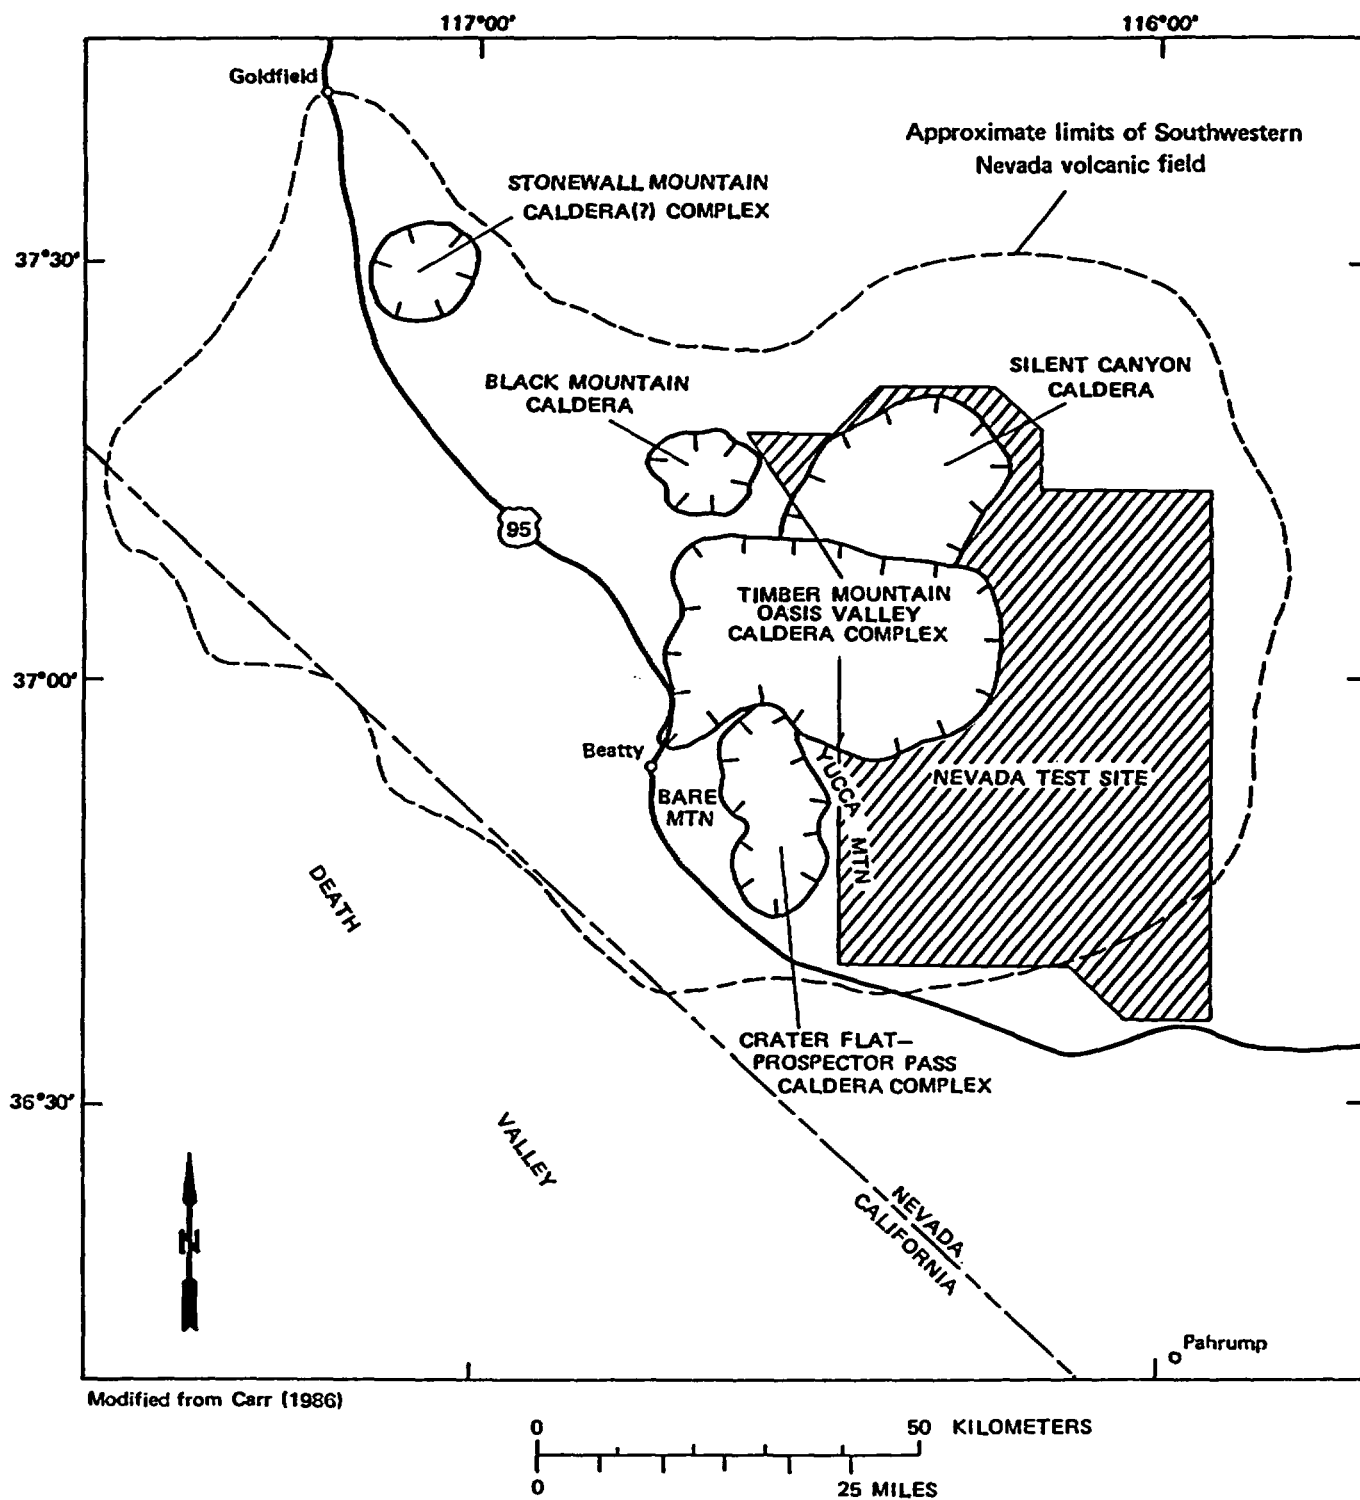 117°00'
116°00'
Goldfield
Approximate limits of Southwestern
Nevada volcanic field
STONEWALL MOUNTAIN
CALDERA(?) COMPLEX
37°30'
SILENT CANYON
CALDERA
BLACK MOUNTAIN
CALDERA
95
TIMBER MOUNTAIN
OASIS VALLEY
CALDERA COMPLEX
37°00'
Beatty
YUCCA MTN
NEVADA TEST SITE
BARE
MTN
DEATH
VALLEY
CRATER FLAT—
PROSPECTOR PASS
CALDERA COMPLEX
36°30'
NEVADA
CALIFORNIA
N
Pahrump
Modified from Carr (1986)
0 50 KILOMETERS
0 25 MILES